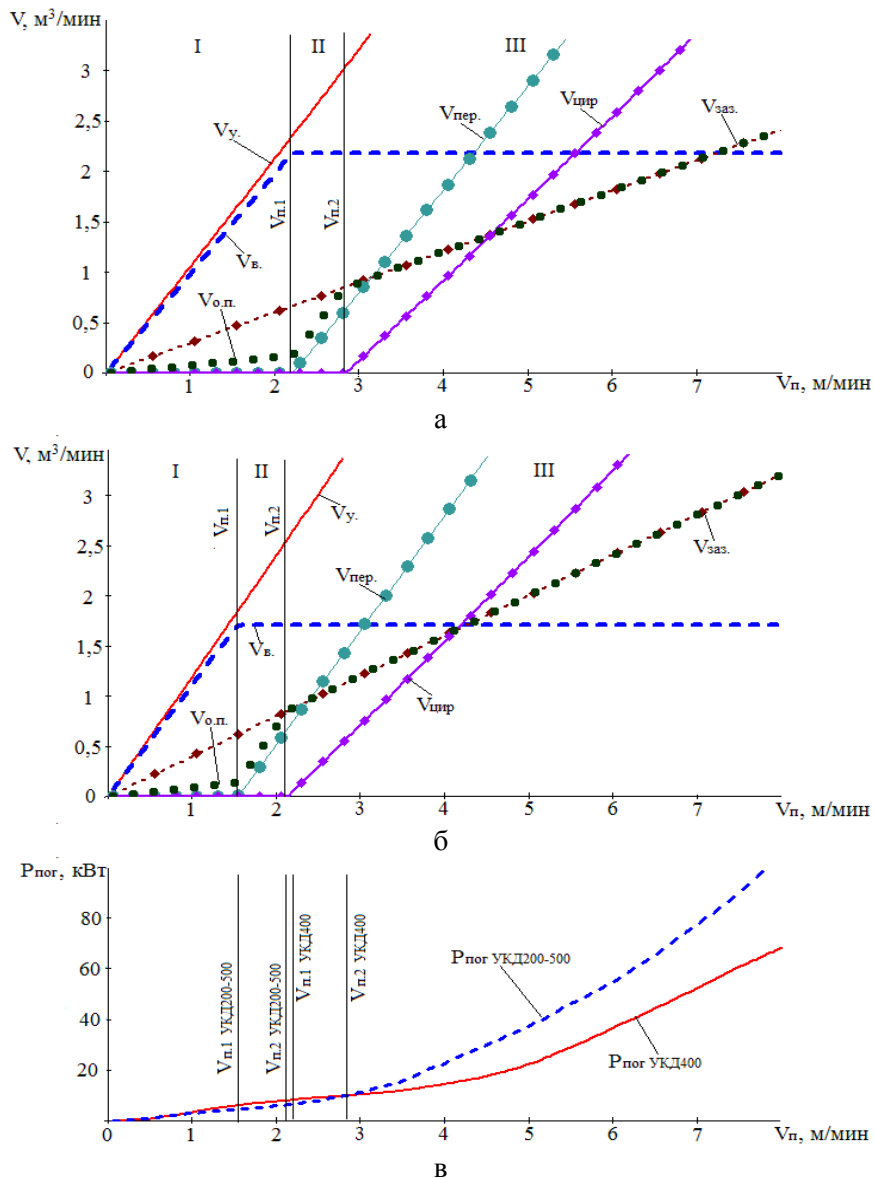 V, м³/мин
I
II
III
3
2,5
2
1,5
1
0,5
0
Vу.
Vв.
Vо.п.
Vп.1
Vп.2
Vпер.
Vцир
Vзаз.
1
2
3
4
5
6
7
Vп, м/мин
а
V, м³/мин
I
II
III
3
2,5
2
1,5
1
0,5
0
Vп.1
Vп.2
Vу.
Vпер.
Vв.
Vо.п.
Vцир
Vзаз.
1
2
3
4
5
6
7
Vп, м/мин
б
Pпог, кВт
80
60
40
20
0
Vп.1 УКД200-500
Vп.2 УКД200-500
Vп.1 УКД400
Vп.2 УКД400
Pпог УКД200-500
Pпог УКД400
1
2
3
4
5
6
7
Vп, м/мин
в